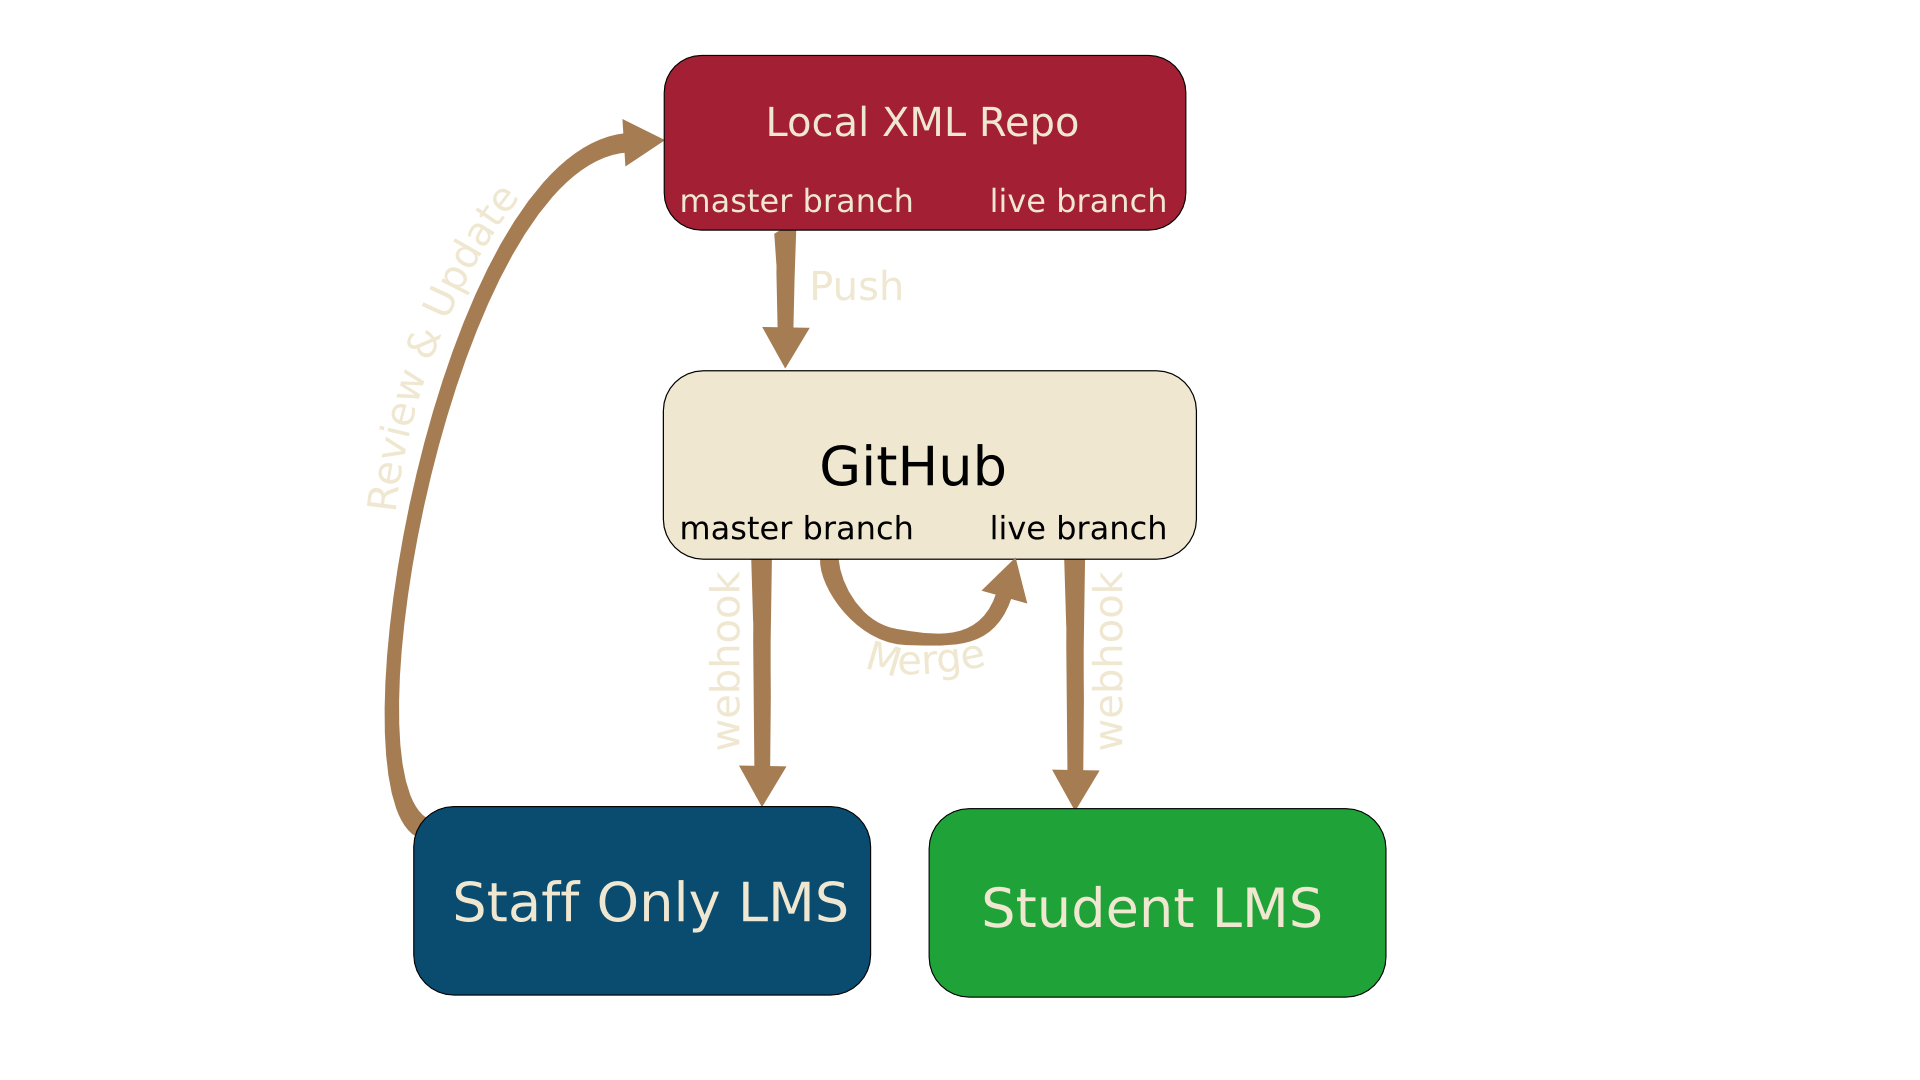 Local XML Repo
master branch
live branch
Push
Review & Update
GitHub
master branch
live branch
webhook
Merge
webhook
Staff Only LMS
Student LMS